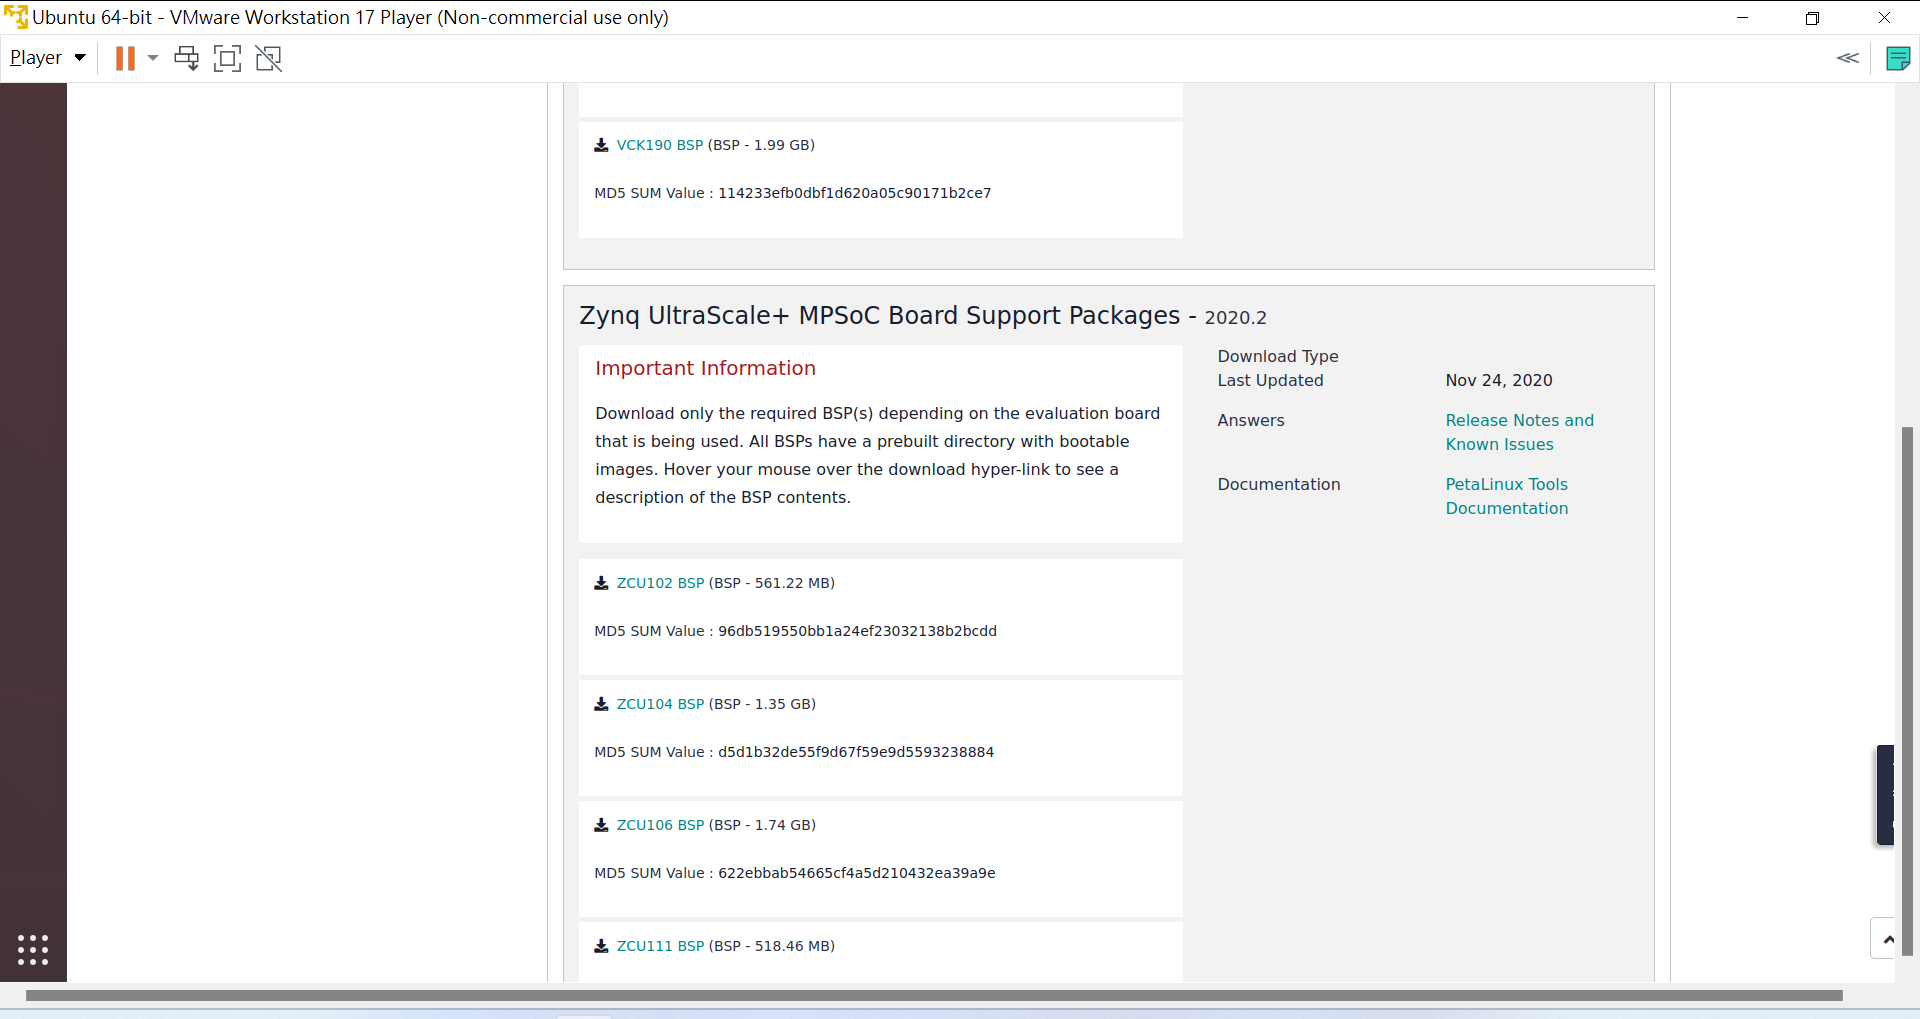 Ubuntu 64-bit - VMware Workstation 17 Player (Non-commercial use only)
Player
VCK190 BSP (BSP - 1.99 GB)
MD5 SUM Value : 114233efb0dbf1d620a05c90171b2ce7
Zynq UltraScale+ MPSoC Board Support Packages - 2020.2
Important Information
Download only the required BSP(s) depending on the evaluation board
that is being used. All BSPs have a prebuilt directory with bootable
images. Hover your mouse over the download hyper-link to see a
description of the BSP contents.
Download Type
Last Updated Nov 24, 2020
Answers Release Notes and
Known Issues
Documentation PetaLinux Tools
Documentation
ZCU102 BSP (BSP - 561.22 MB)
MD5 SUM Value : 96db519550bb1a24ef23032138b2bcdd
ZCU104 BSP (BSP - 1.35 GB)
MD5 SUM Value : d5d1b32de55f9d67f59e9d5593238884
ZCU106 BSP (BSP - 1.74 GB)
MD5 SUM Value : 622ebbab54665cf4a5d210432ea39a9e
ZCU111 BSP (BSP - 518.46 MB)